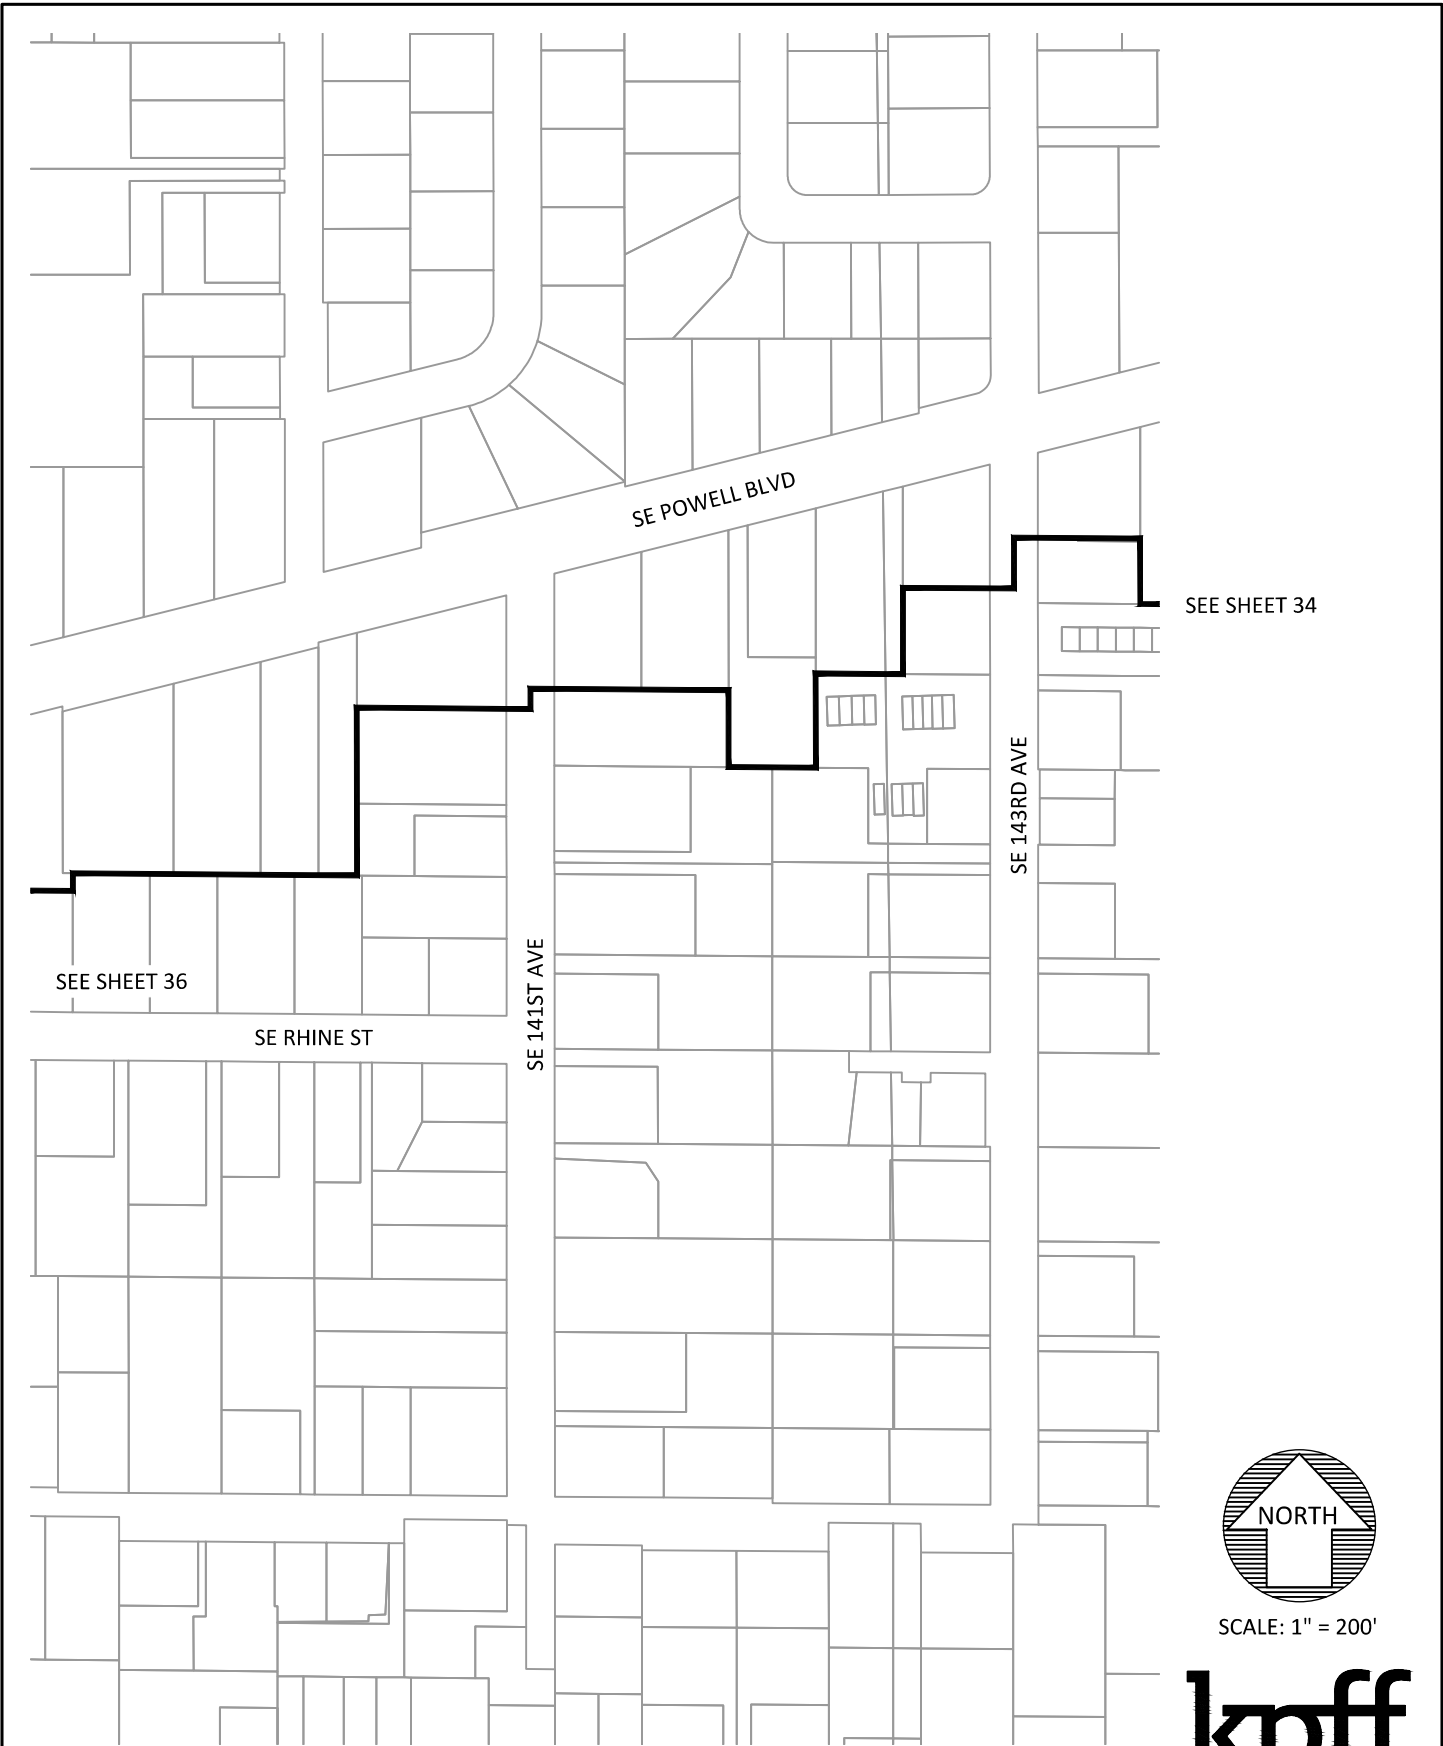 SE POWELL BLVD
SEE SHEET 34
SE 143RD AVE
SE 141ST AVE
SEE SHEET 36
SE RHINE ST
NORTH
SCALE: 1" = 200'
kpff